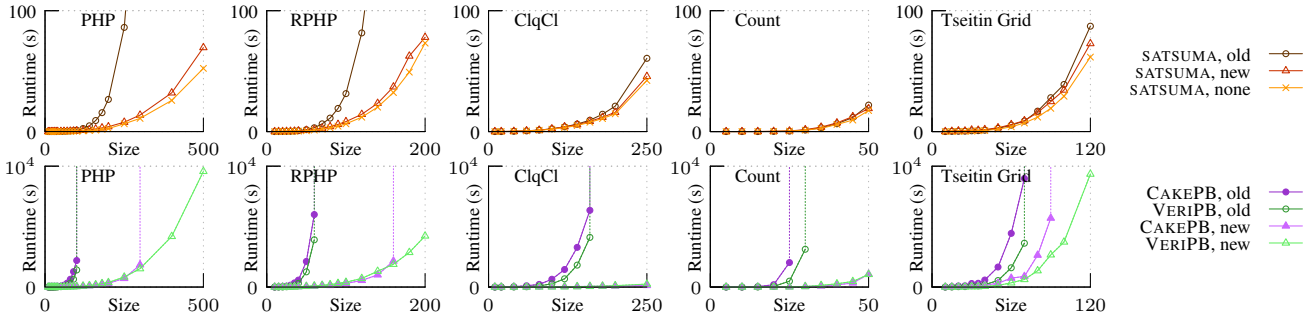 100
PHP
Runtime (s)
0
0
Size
500
100
RPHP
Runtime (s)
0
0
Size
200
100
ClqCl
Runtime (s)
0
0
Size
250
100
Count
Runtime (s)
0
0
Size
50
100
Tseitin Grid
Runtime (s)
0
0
Size
120
SATSUMA, old
SATSUMA, new
SATSUMA, none
10^4
PHP
Runtime (s)
0
0
Size
500
10^4
RPHP
Runtime (s)
0
0
Size
200
10^4
ClqCl
Runtime (s)
0
0
Size
250
10^4
Count
Runtime (s)
0
0
Size
50
10^4
Tseitin Grid
Runtime (s)
0
0
Size
120
CAKEPB, old
VERIPB, old
CAKEPB, new
VERIPB, new